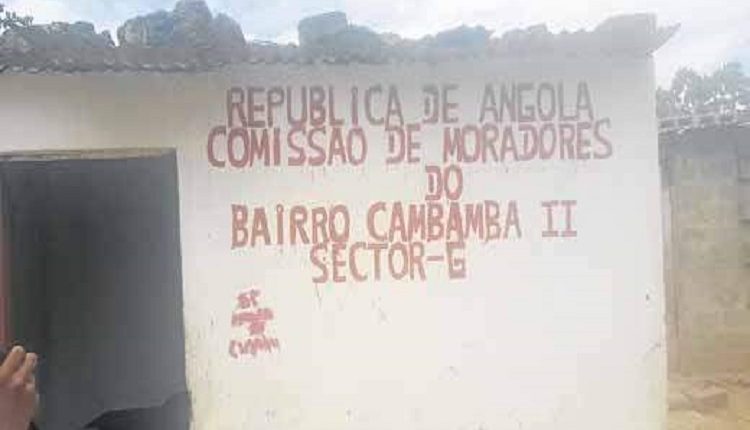 REPUBLICA DE ANGOLA
COMISSÃO DE MORADORES
DO
BAIRRO CAMBAMBA II
SECTOR-G